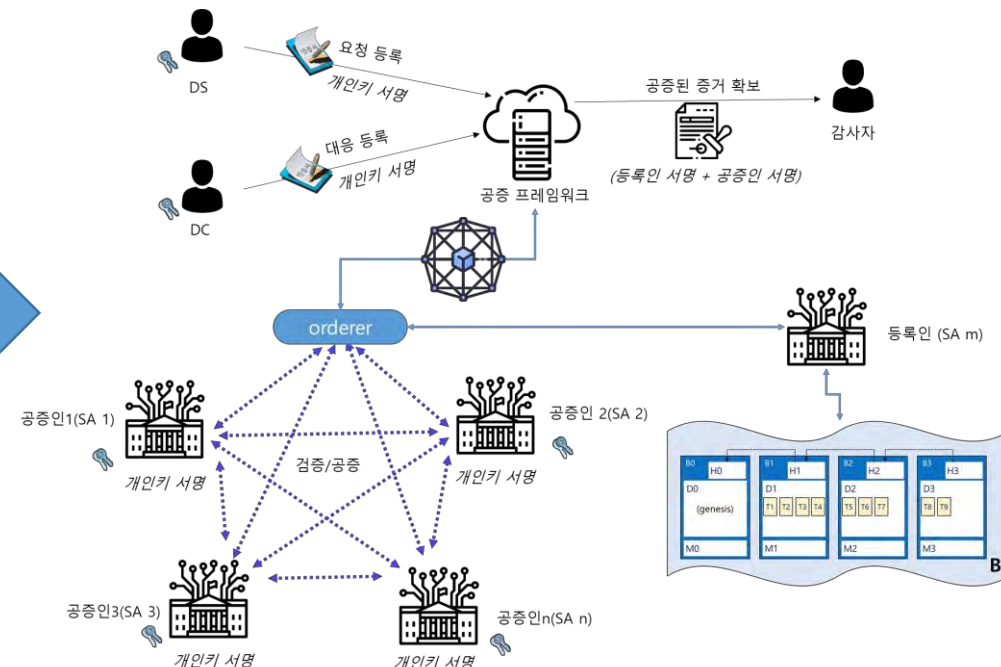 DS
요청 등록
개인키 서명
DC
대응 등록
개인키 서명
공증 프레임워크
공증된 증거 확보
(등록인 서명 + 공증인 서명)
감사자
orderer
등록인 (SA m)
공증인1(SA 1)
개인키 서명
공증인 2(SA 2)
개인키 서명
검증/공증
공증인3(SA 3)
개인키 서명
공증인n(SA n)
개인키 서명
B0 H0
D0
(genesis)
M0
B1 H1
D1
T1 T2 T3 T4
M1
B2 H2
D2
T5 T6 T7
M2
B3 H3
D3
T8 T9
M3
B